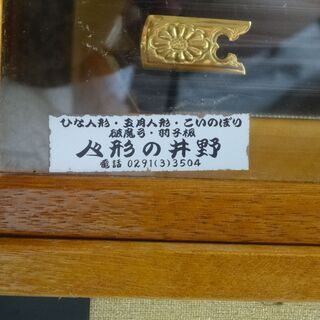 ひな人形・五月人形・こいのぼり
破魔弓・羽子板
人形の井野
電話 0291(3)3504